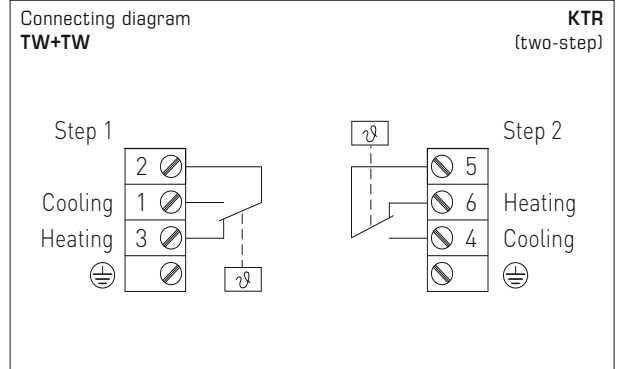 Connecting diagram
TW+TW
KTR
(two-step)
Step 1
2
Cooling 1
Heating 3
ϑ
ϑ
Step 2
5
6 Heating
4 Cooling